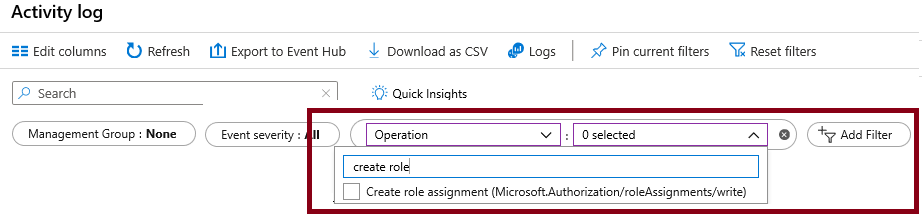 Activity log
Edit columns Refresh Export to Event Hub Download as CSV Logs Pin current filters Reset filters
Search Quick Insights
Management Group : None Event severity : All Operation : 0 selected Add Filter
create role
Create role assignment (Microsoft.Authorization/roleAssignments/write)